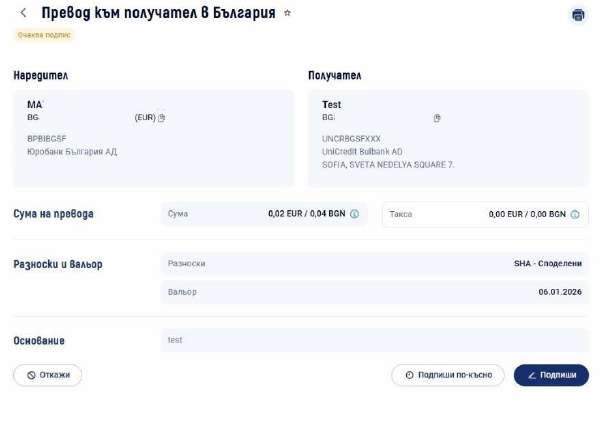 Превод към получател в България
Очаква подпис
Наредител
Получател
MA
BG.
(EUR)
BPBIBGSF
Юробанк България АД
Test
BG.
UNCRBGSFXXX
UniCredit Bulbank AD
SOFIA, SVETA NEDELYA SQUARE 7.
Сума на превода
Сума
0,02 EUR / 0,04 BGN
Такса
0,00 EUR / 0,00 BGN
Разноски и вальор
Разноски
SHA - Споделени
Вальор
06.01.2026
Основание
test
Откажи
Подпиши по-късно
Подпиши